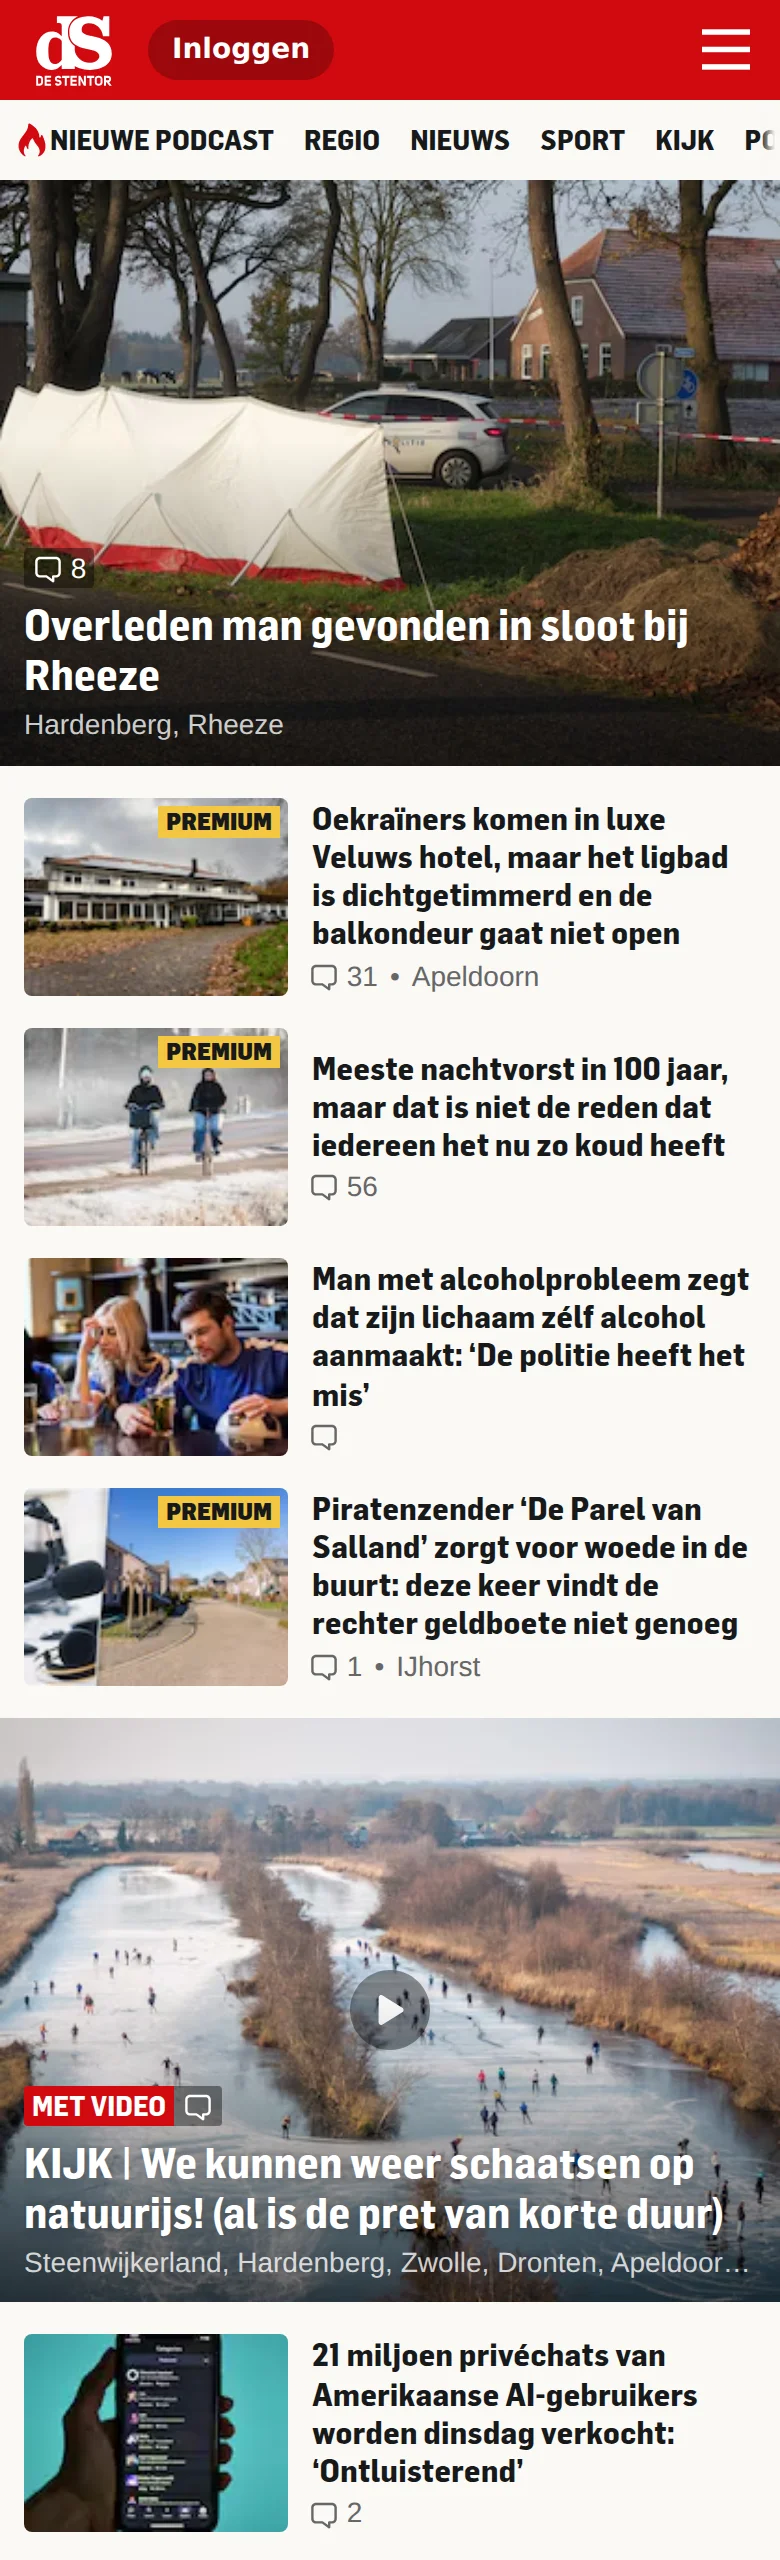 dS
DE STENTOR
Inloggen
NIEUWE PODCAST REGIO NIEUWS SPORT KIJK
POLITIE
8
Overleden man gevonden in sloot bij
Rheeze
Hardenberg, Rheeze
PREMIUM
Oekraïners komen in luxe
Veluws hotel, maar het ligbad
is dichtgetimmerd en de
balkondeur gaat niet open
31 • Apeldoorn
PREMIUM
Meeste nachtvorst in 100 jaar,
maar dat is niet de reden dat
iedereen het nu zo koud heeft
56
Man met alcoholprobleem zegt
dat zijn lichaam zélf alcohol
aanmaakt: ‘De politie heeft het
mis’
PREMIUM
Piratenzender ‘De Parel van
Salland’ zorgt voor woede in de
buurt: deze keer vindt de
rechter geldboete niet genoeg
1 • IJhorst
MET VIDEO
KIJK | We kunnen weer schaatsen op
natuurijs! (al is de pret van korte duur)
Steenwijkerland, Hardenberg, Zwolle, Dronten, Apeldoor...
21 miljoen privéchats van
Amerikaanse AI-gebruikers
worden dinsdag verkocht:
‘Ontluisterend’
2